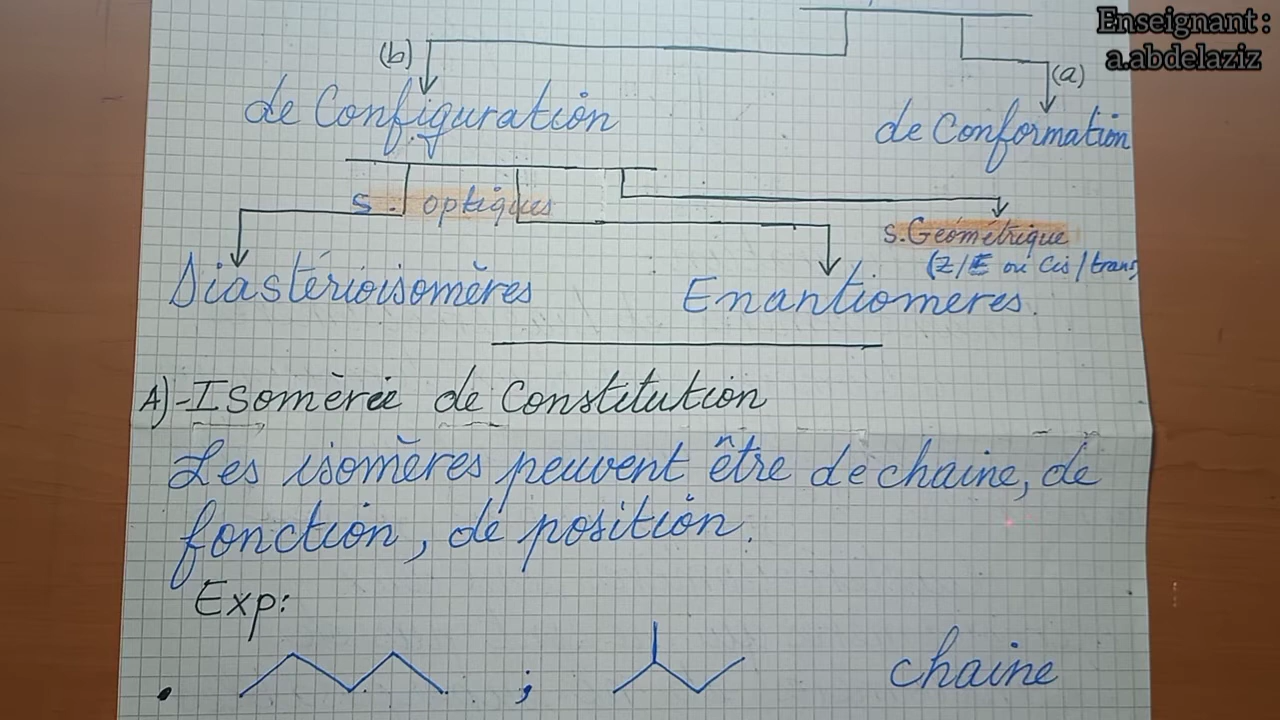 Enseignant :
a.abdelaziz
(b)
(a)
de Configuration
de Conformation
s. optiques
s.Géométrique
(Z/E ou Cis/trans)
Diastérioisomères
Enantiomeres.
A)-Isomèrie de Constitution
Les isomères peuvent être de chaine, de
fonction, de position.
Exp:
; chaine